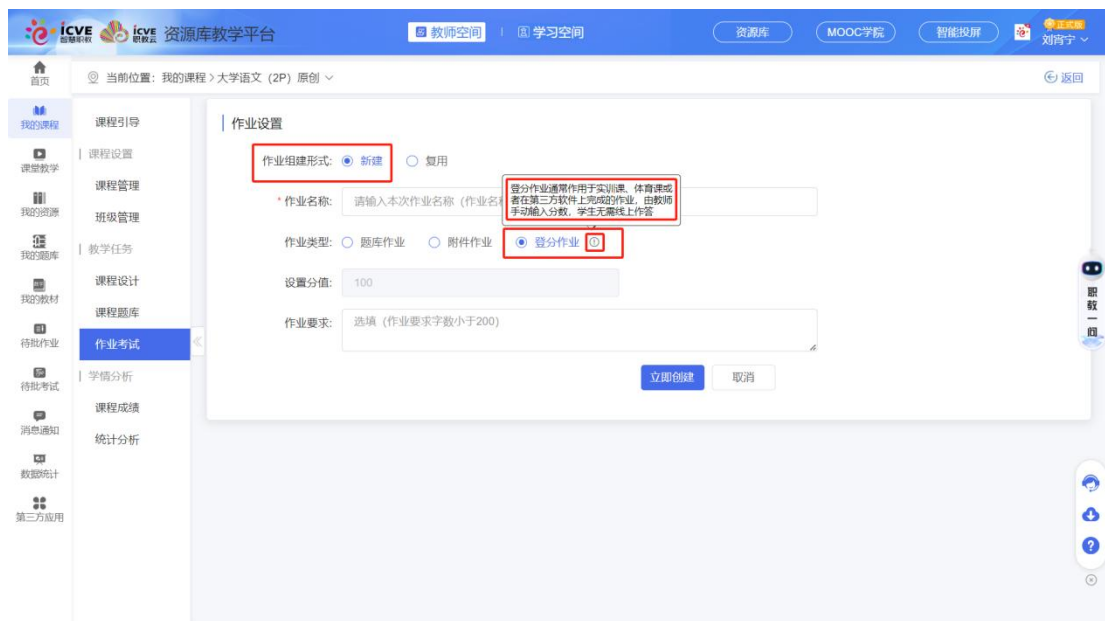 icve 智慧职教 icve 职教云 资源库教学平台 教师空间 学习空间 资源库 MOOC学院 智能投屏 正式版 刘宵宁
首页
当前位置：我的课程 > 大学语文（2P）原创
返回
我的课程
课堂教学
我的资源
我的题库
我的教材
待批作业
待批考试
消息通知
数据统计
第三方应用
课程引导
课程设置
课程管理
班级管理
教学任务
课程设计
课程题库
作业考试
学情分析
课程成绩
统计分析
作业设置
作业组建形式: 新建 复用
登分作业通常作用于实训课、体育课或
者在第三方软件上完成的作业，由教师
手动输入分数，学生无需线上作答
* 作业名称: 请输入本次作业名称（作业名称
作业类型: 题库作业 附件作业 登分作业
设置分值: 100
作业要求: 选填（作业要求字数小于200）
立即创建 取消
职教一问